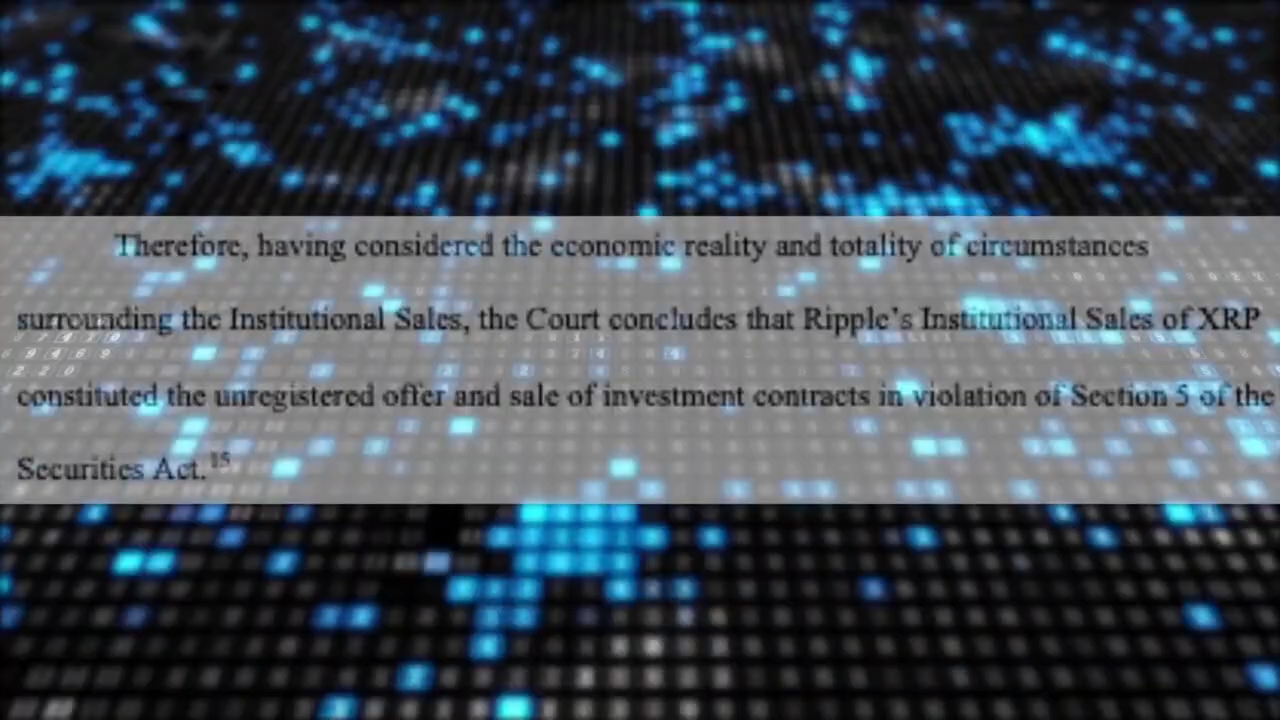 Therefore, having considered the economic reality and totality of circumstances
surrounding the Institutional Sales, the Court concludes that Ripple's Institutional Sales of XRP
constituted the unregistered offer and sale of investment contracts in violation of Section 5 of the
Securities Act.15